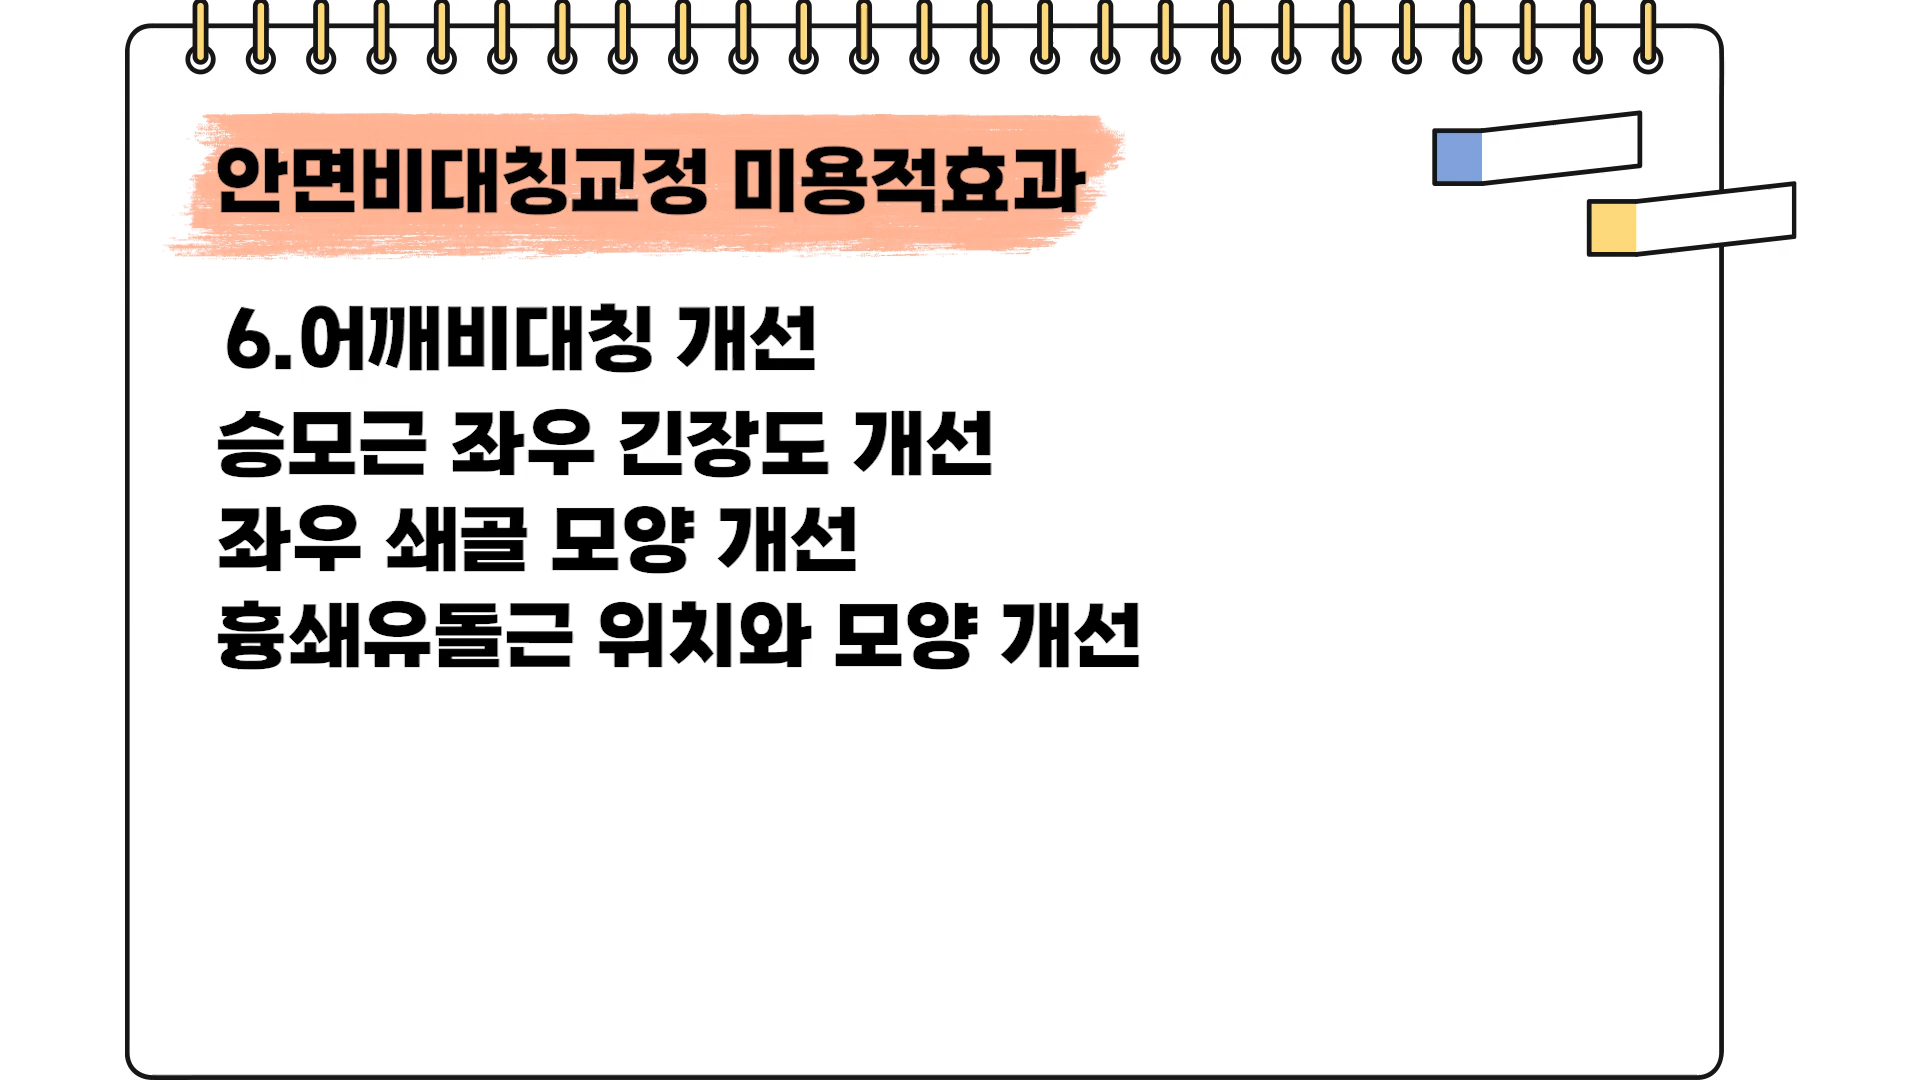 안면비대칭교정 미용적효과
6.어깨비대칭 개선
승모근 좌우 긴장도 개선
좌우 쇄골 모양 개선
흉쇄유돌근 위치와 모양 개선